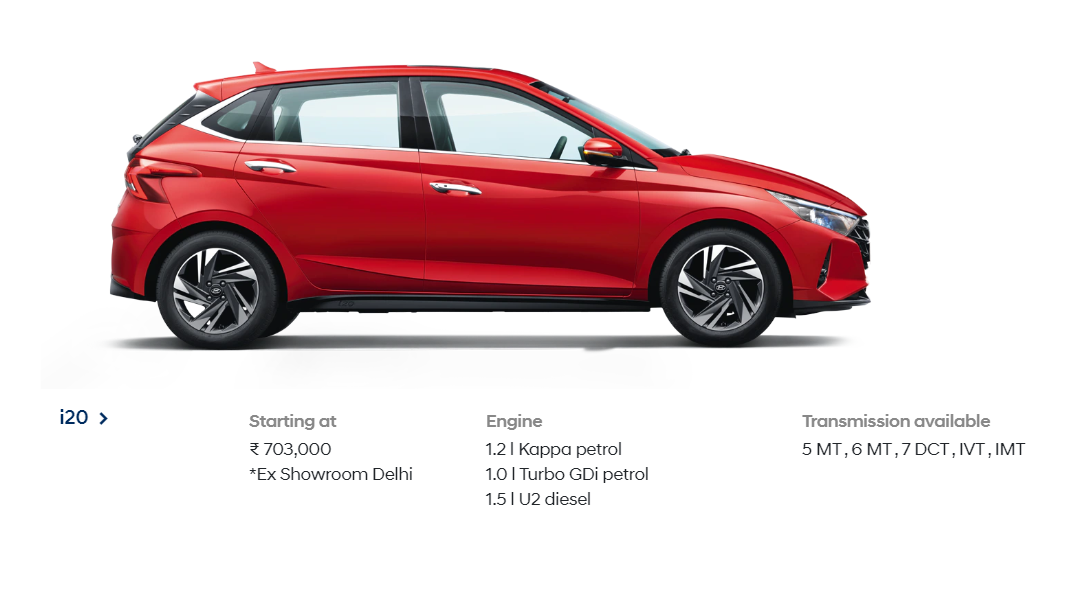 i20
Starting at
₹ 703,000
*Ex Showroom Delhi
Engine
1.2 l Kappa petrol
1.0 l Turbo GDi petrol
1.5 l U2 diesel
Transmission available
5 MT , 6 MT , 7 DCT , IVT , IMT